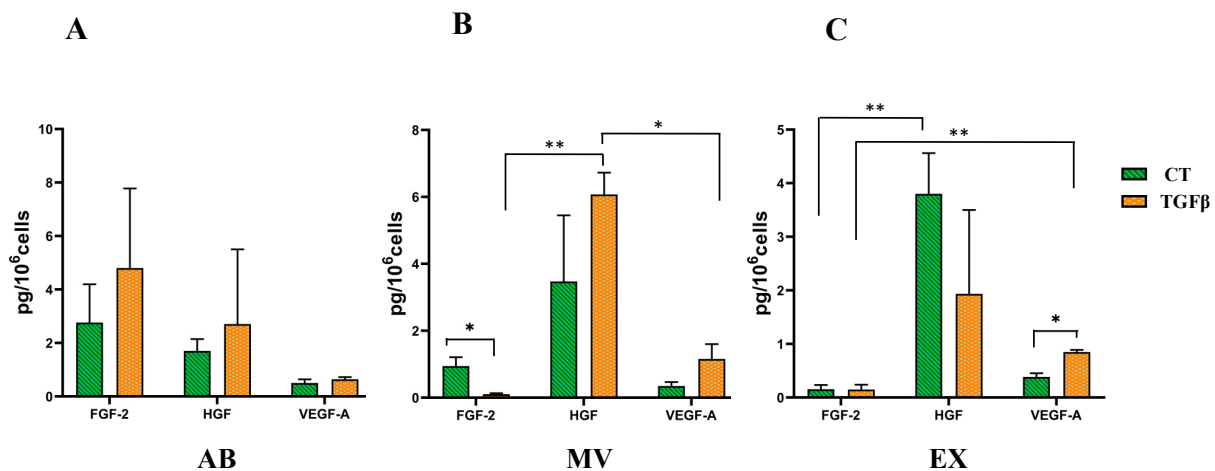 A
B
C
pg/10⁶cells
10
8
6
4
2
0
FGF-2
HGF
VEGF-A
AB
pg/10⁶cells
8
6
4
2
0
*
**
*
FGF-2
HGF
VEGF-A
MV
pg/10⁶cells
5
4
3
2
1
0
**
**
*
FGF-2
HGF
VEGF-A
EX
CT
TGFβ